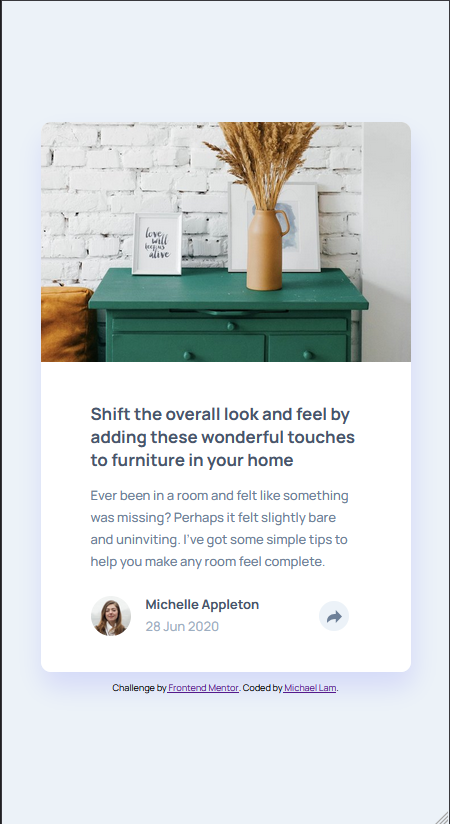 love
will
keep us
alive
Shift the overall look and feel by
adding these wonderful touches
to furniture in your home
Ever been in a room and felt like something
was missing? Perhaps it felt slightly bare
and uninviting. I've got some simple tips to
help you make any room feel complete.
Michelle Appleton
28 Jun 2020
Challenge by Frontend Mentor. Coded by Michael Lam.